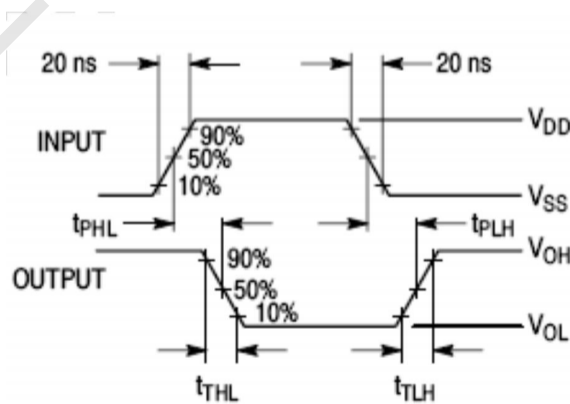 20 ns
20 ns
INPUT
90%
50%
10%
VDD
VSS
tPHL
tPLH
OUTPUT
90%
50%
10%
VOH
VOL
tTHL
tTLH